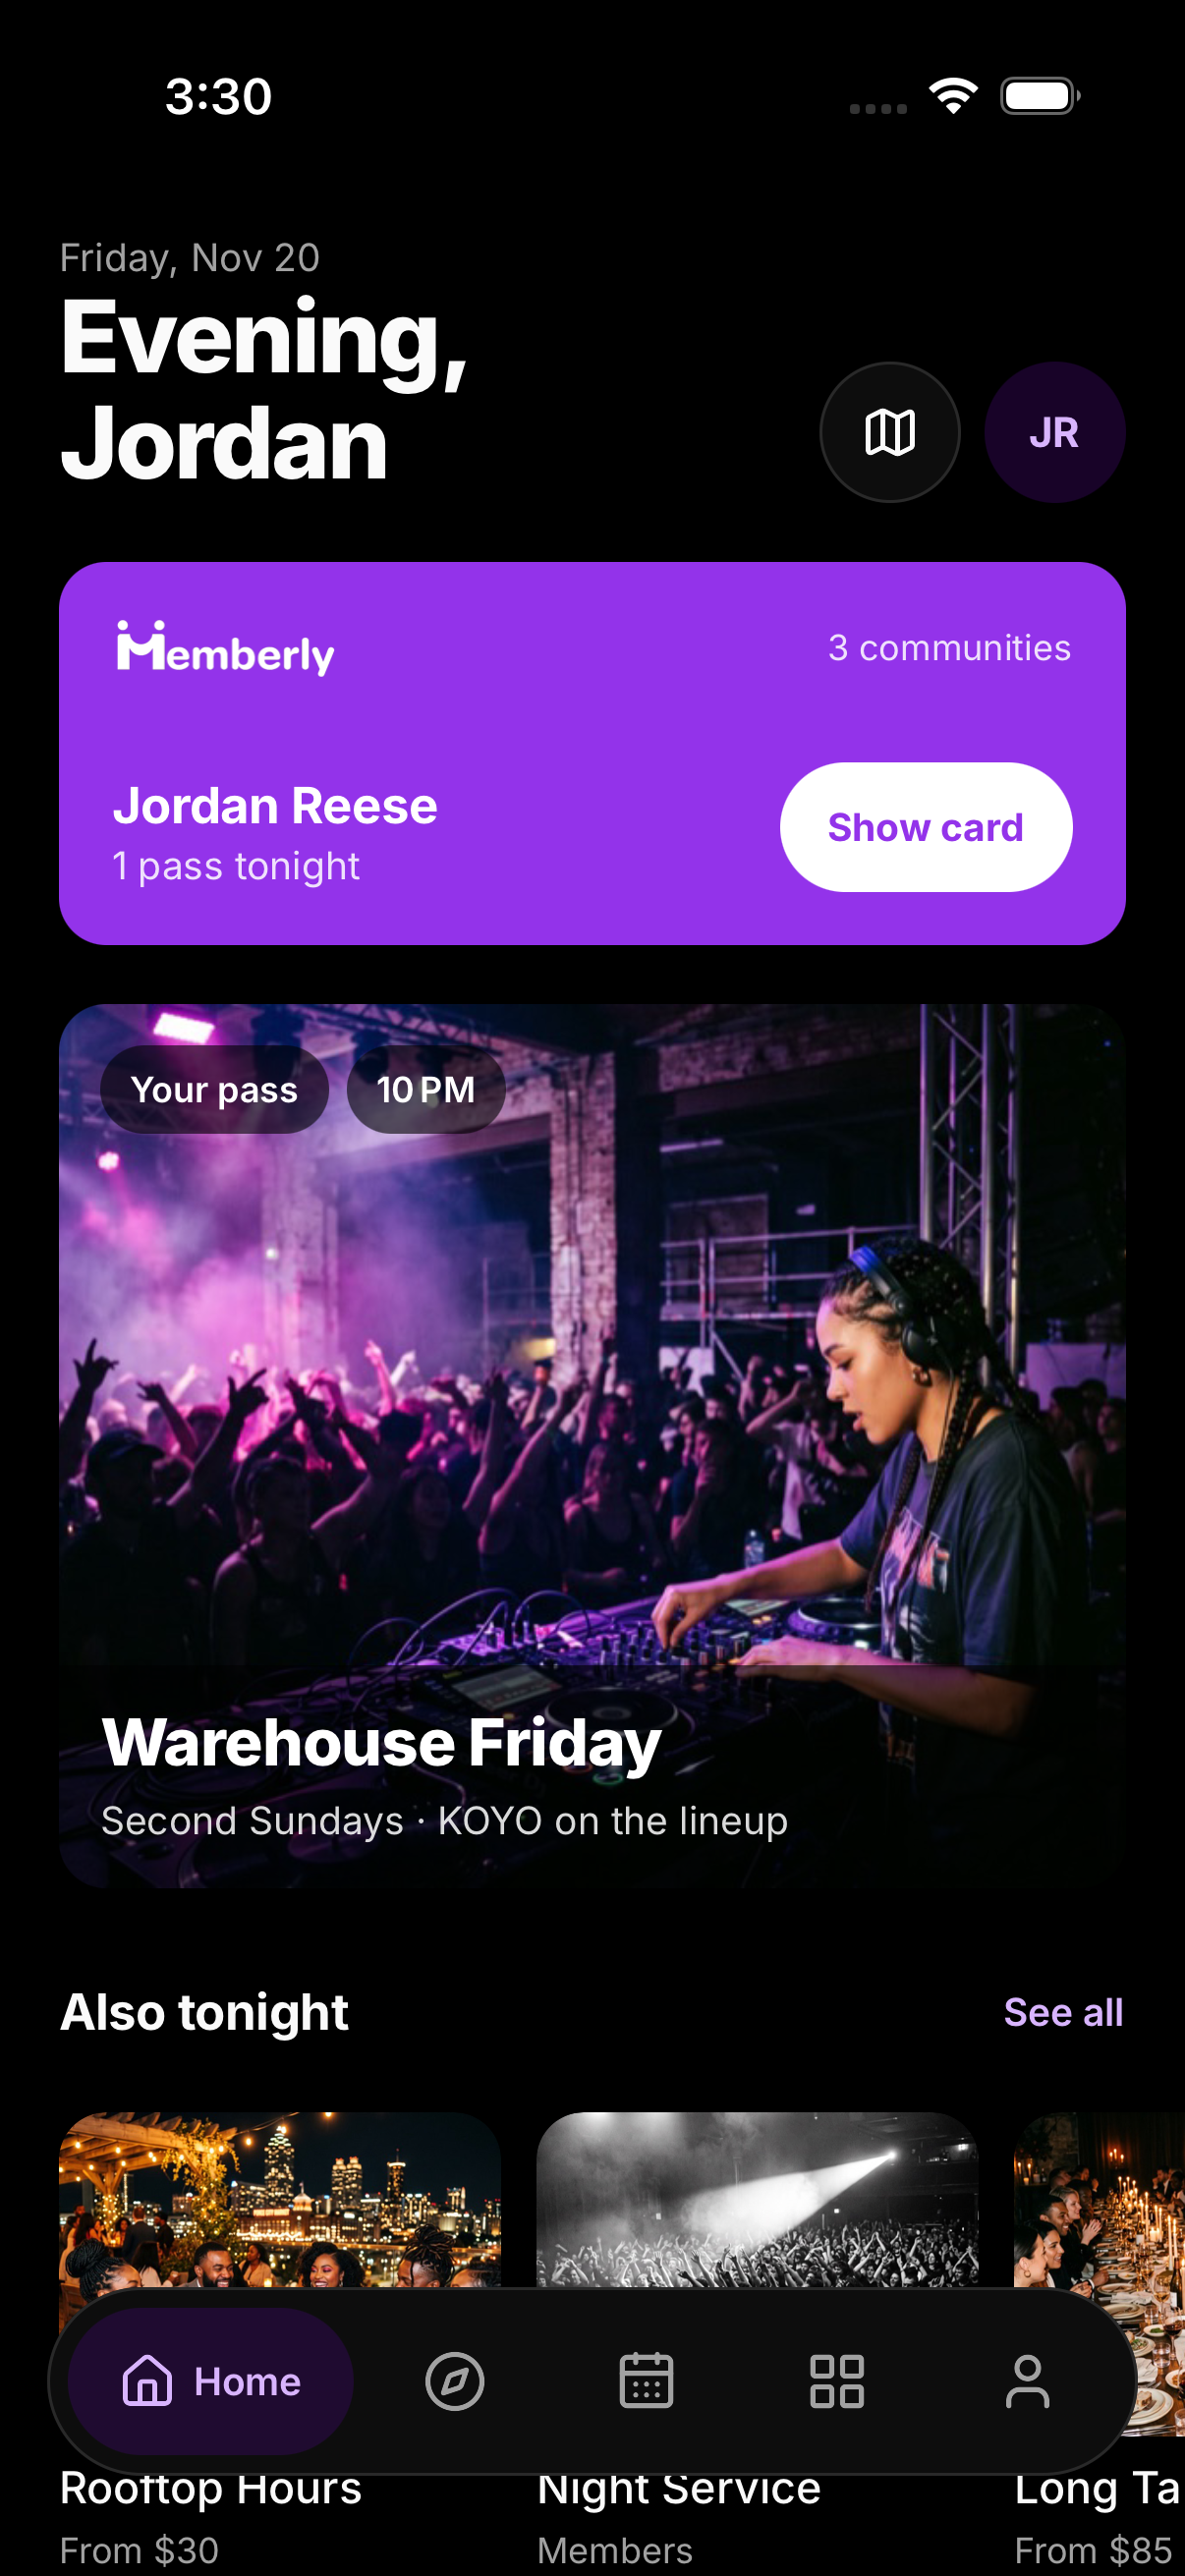 3:30
Friday, Nov 20
Evening,
Jordan
JR
Memberly
3 communities
Jordan Reese
1 pass tonight
Show card
Your pass
10 PM
Warehouse Friday
Second Sundays · KOYO on the lineup
Also tonight
See all
Home
Rooftop Hours
Night Service
Long Ta
From $30
Members
From $85